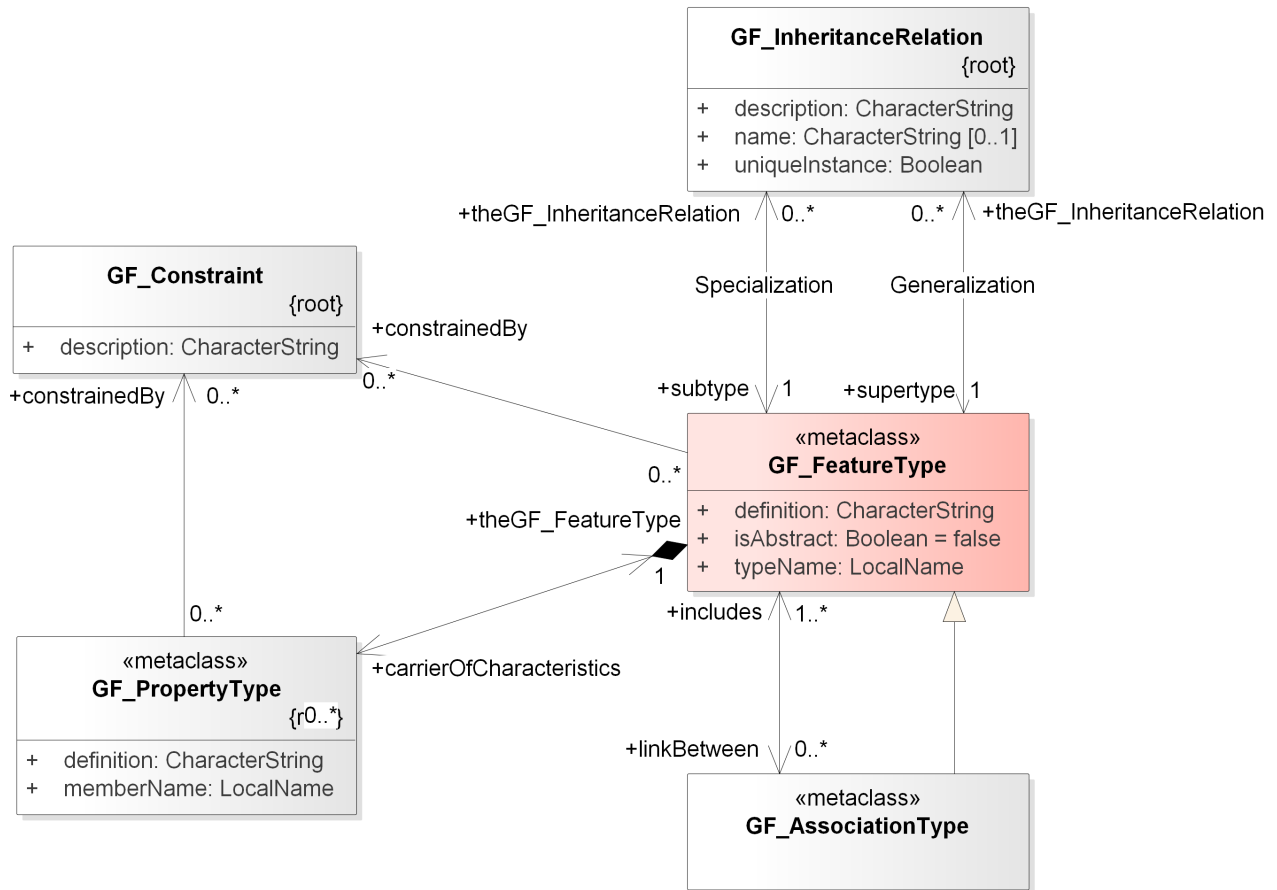 GF_InheritanceRelation
{root}
+ description: CharacterString
+ name: CharacterString [0..1]
+ uniqueInstance: Boolean
+theGF_InheritanceRelation 0..* 0..* +theGF_InheritanceRelation
Specialization Generalization
GF_Constraint
{root}
+ description: CharacterString
+constrainedBy
0..*
+constrainedBy 0..*
+subtype 1 +supertype 1
«metaclass»
GF_FeatureType
+ definition: CharacterString
+ isAbstract: Boolean = false
+ typeName: LocalName
0..*
+theGF_FeatureType
1
+includes 1..*
0..*
+carrierOfCharacteristics
«metaclass»
GF_PropertyType
{r0..*}
+ definition: CharacterString
+ memberName: LocalName
+linkBetween 0..*
«metaclass»
GF_AssociationType